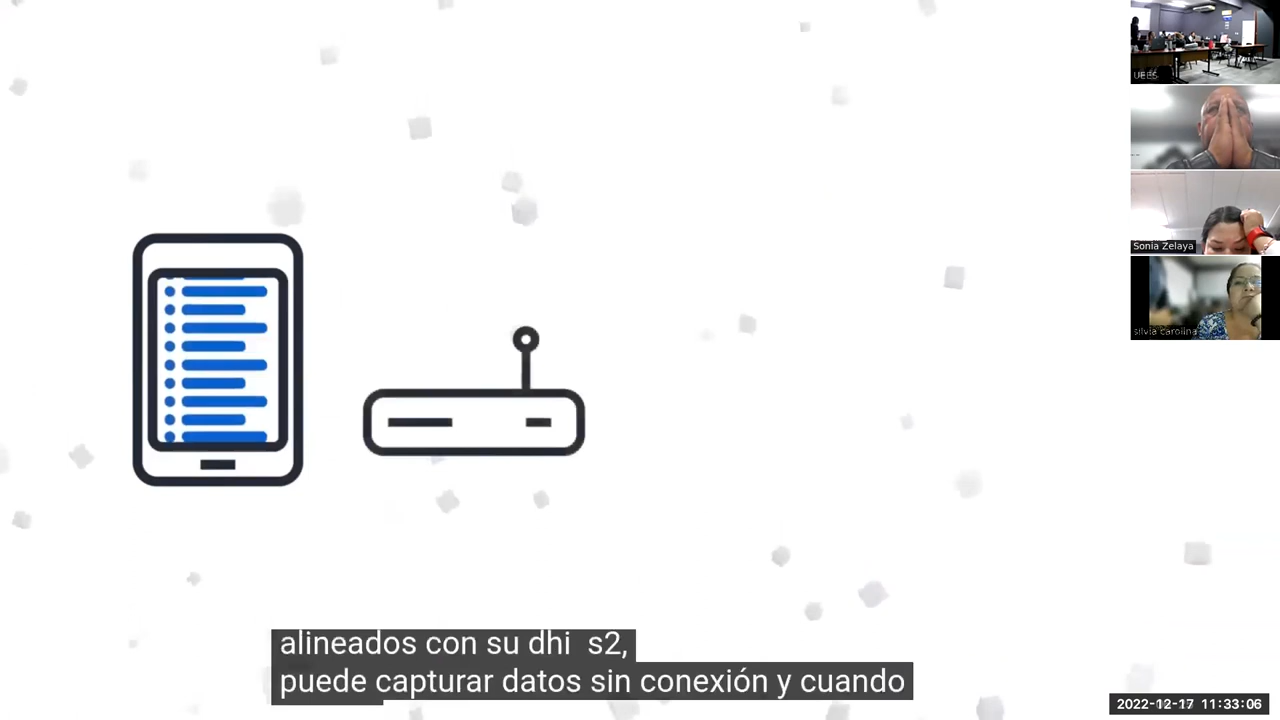 UEES
Sonia Zelaya
silvia carolina
alineados con su dhi  s2,
puede capturar datos sin conexión y cuando
2022-12-17 11:33:06